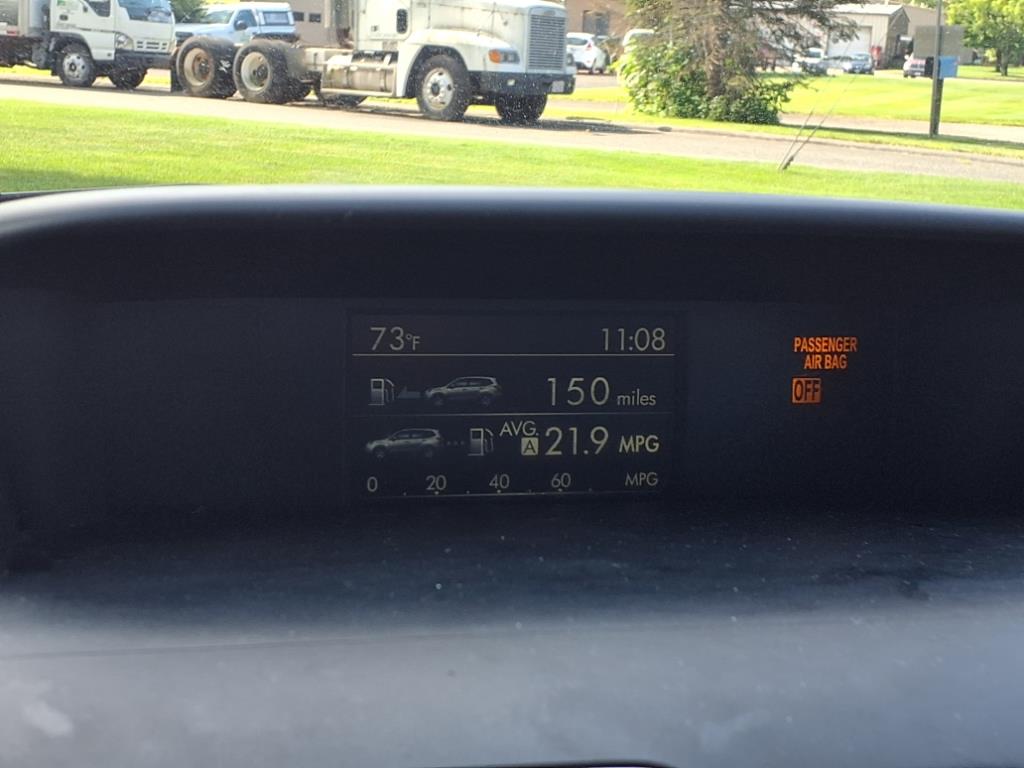 73°F 11:08
150 miles
AVG. A 21.9 MPG
0 20 40 60 MPG
PASSENGER
AIR BAG
OFF